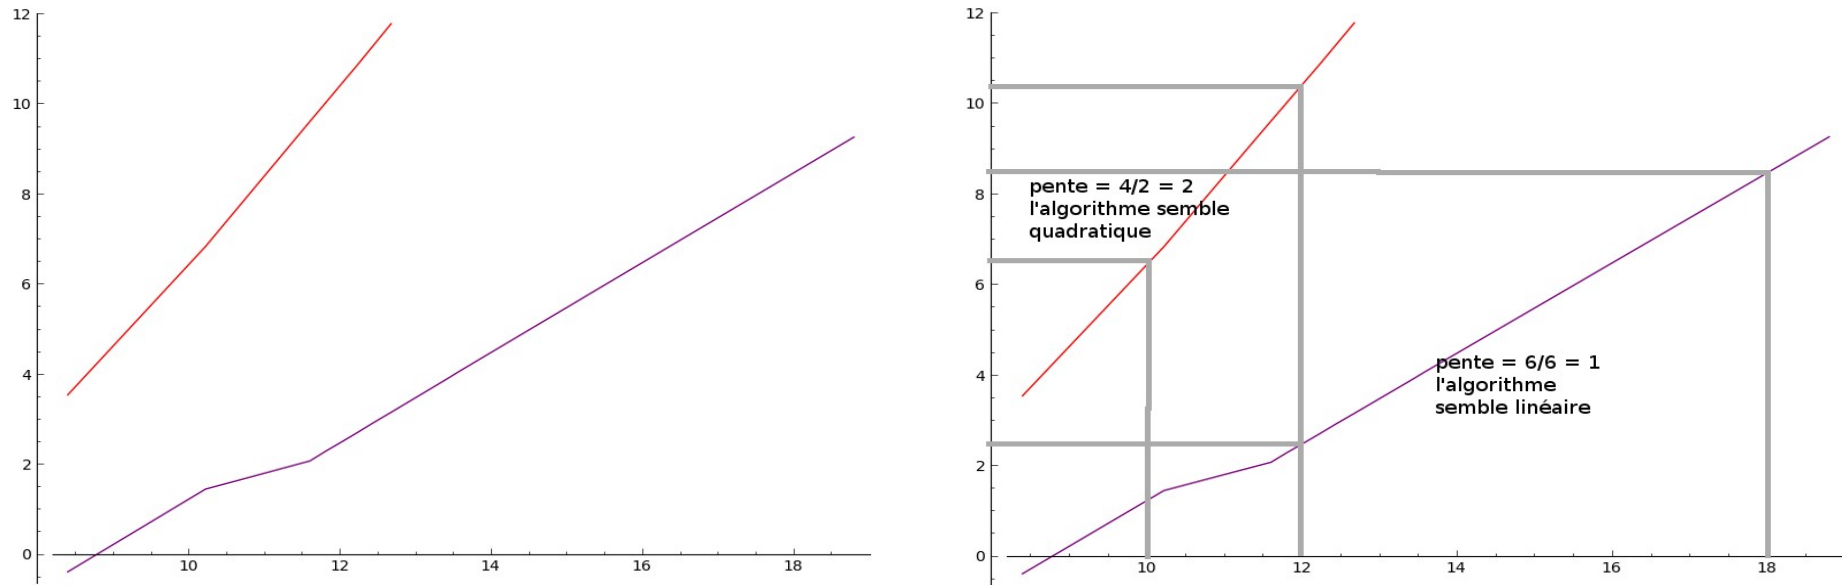 12
10
8
6
4
2
0
10 12 14 16 18
12
10
8
6
4
2
0
10 12 14 16 18
pente = 4/2 = 2
l'algorithme semble
quadratique
pente = 6/6 = 1
l'algorithme
semble linéaire